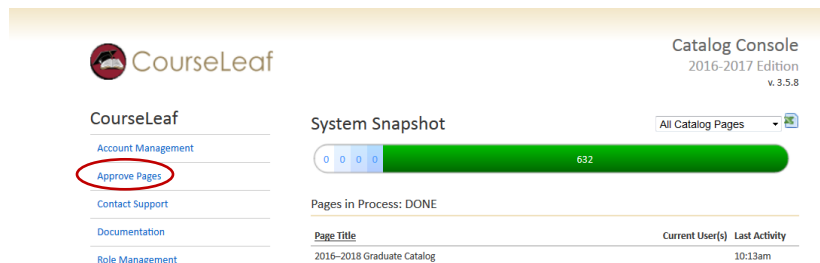 CourseLeaf
Catalog Console
2016-2017 Edition
v. 3.5.8
CourseLeaf
Account Management
Approve Pages
Contact Support
Documentation
Role Management
System Snapshot
All Catalog Pages
0 0 0 0 632
Pages in Process: DONE
Page Title Current User(s) Last Activity
2016–2018 Graduate Catalog 10:13am